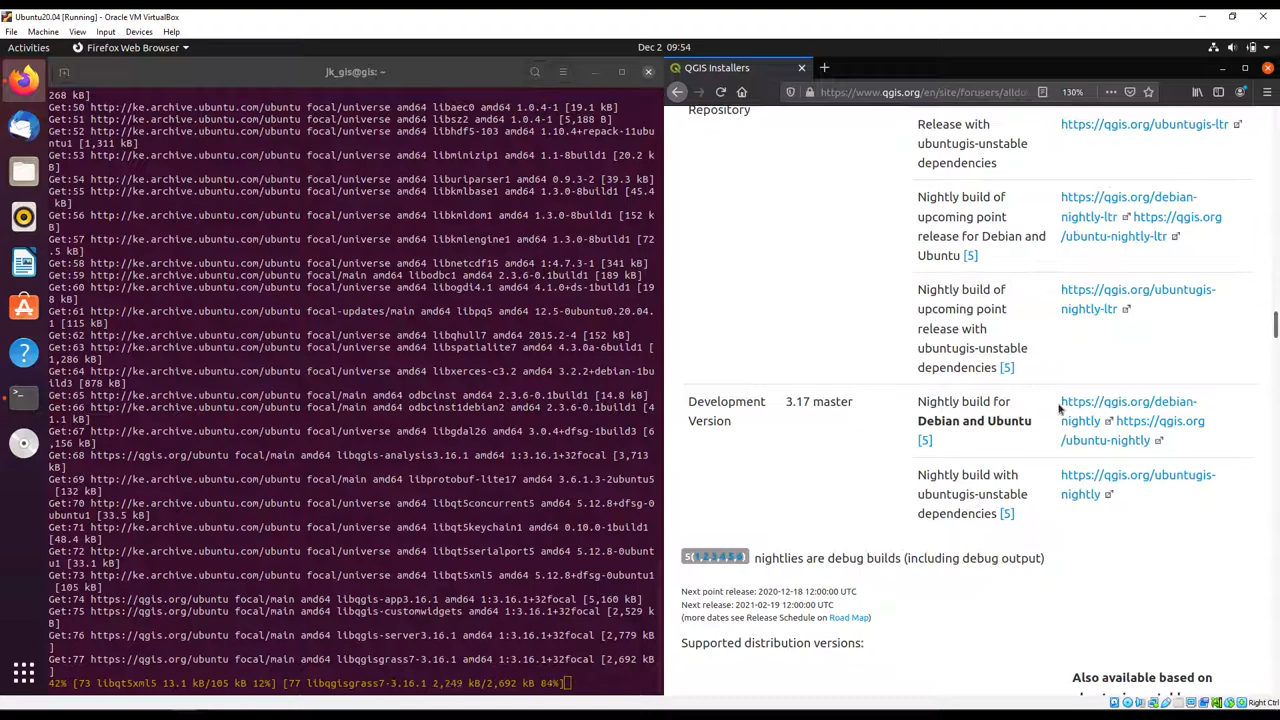 Ubuntu20.04 [Running] - Oracle VM VirtualBox
File Machine View Input Devices Help
Activities Firefox Web Browser Dec 2 09:54
jk_gis@gis: ~
268 kB]
Get:50 http://ke.archive.ubuntu.com/ubuntu focal/universe amd64 libaec0 amd64 1.0.4-1 [19.1 kB]
Get:51 http://ke.archive.ubuntu.com/ubuntu focal/universe amd64 libsz2 amd64 1.0.4-1 [5,188 B]
Get:52 http://ke.archive.ubuntu.com/ubuntu focal/universe amd64 libhdf5-103 amd64 1.10.4+repack-11ubu
ntu1 [1,311 kB]
Get:53 http://ke.archive.ubuntu.com/ubuntu focal/universe amd64 libminizip1 amd64 1.1-8build1 [20.2 k
B]
Get:54 http://ke.archive.ubuntu.com/ubuntu focal/universe amd64 liburiparser1 amd64 0.9.3-2 [39.3 kB]
Get:55 http://ke.archive.ubuntu.com/ubuntu focal/universe amd64 libkmlbase1 amd64 1.3.0-8build1 [45.4
kB]
Get:56 http://ke.archive.ubuntu.com/ubuntu focal/universe amd64 libkmldom1 amd64 1.3.0-8build1 [152 k
B]
Get:57 http://ke.archive.ubuntu.com/ubuntu focal/universe amd64 libkmlengine1 amd64 1.3.0-8build1 [72
.5 kB]
Get:58 http://ke.archive.ubuntu.com/ubuntu focal/universe amd64 libnetcdf15 amd64 1:4.7.3-1 [341 kB]
Get:59 http://ke.archive.ubuntu.com/ubuntu focal/main amd64 libodbc1 amd64 2.3.6-0.1build1 [189 kB]
Get:60 http://ke.archive.ubuntu.com/ubuntu focal/universe amd64 libogdi4.1 amd64 4.1.0+ds-1build1 [19
8 kB]
Get:61 http://ke.archive.ubuntu.com/ubuntu focal-updates/main amd64 libpq5 amd64 12.5-0ubuntu0.20.04.
1 [115 kB]
Get:62 http://ke.archive.ubuntu.com/ubuntu focal/universe amd64 libqhull7 amd64 2015.2-4 [152 kB]
Get:63 http://ke.archive.ubuntu.com/ubuntu focal/universe amd64 libspatialite7 amd64 4.3.0a-6build1 [
1,286 kB]
Get:64 http://ke.archive.ubuntu.com/ubuntu focal/universe amd64 libxerces-c3.2 amd64 3.2.2+debian-1bu
ild3 [878 kB]
Get:65 http://ke.archive.ubuntu.com/ubuntu focal/main amd64 odbcinst amd64 2.3.6-0.1build1 [14.8 kB]
Get:66 http://ke.archive.ubuntu.com/ubuntu focal/main amd64 odbcinst1debian2 amd64 2.3.6-0.1build1 [4
1.1 kB]
Get:67 http://ke.archive.ubuntu.com/ubuntu focal/universe amd64 libgdal26 amd64 3.0.4+dfsg-1build3 [6
,156 kB]
Get:68 https://qgis.org/ubuntu focal/main amd64 libqgis-analysis3.16.1 amd64 1:3.16.1+32focal [3,713
kB]
Get:69 http://ke.archive.ubuntu.com/ubuntu focal/main amd64 libprotobuf-lite17 amd64 3.6.1.3-2ubuntu5
[132 kB]
Get:70 http://ke.archive.ubuntu.com/ubuntu focal/universe amd64 libqt5concurrent5 amd64 5.12.8+dfsg-0
ubuntu1 [33.5 kB]
Get:71 http://ke.archive.ubuntu.com/ubuntu focal/universe amd64 libqt5keychain1 amd64 0.10.0-1build1
[48.4 kB]
Get:72 http://ke.archive.ubuntu.com/ubuntu focal/universe amd64 libqt5serialport5 amd64 5.12.8-0ubunt
u1 [33.1 kB]
Get:73 http://ke.archive.ubuntu.com/ubuntu focal/universe amd64 libqt5xml5 amd64 5.12.8+dfsg-0ubuntu1
[105 kB]
Get:74 https://qgis.org/ubuntu focal/main amd64 libqgis-app3.16.1 amd64 1:3.16.1+32focal [5,160 kB]
Get:75 https://qgis.org/ubuntu focal/main amd64 libqgis-customwidgets amd64 1:3.16.1+32focal [2,529 k
B]
Get:76 https://qgis.org/ubuntu focal/main amd64 libqgis-server3.16.1 amd64 1:3.16.1+32focal [2,779 kB
]
Get:77 https://qgis.org/ubuntu focal/main amd64 libqgisgrass7-3.16.1 amd64 1:3.16.1+32focal [2,692 kB
]
42% [73 libqt5xml5 13.1 kB/105 kB 12%] [77 libqgisgrass7-3.16.1 2,249 kB/2,692 kB 84%]
QGIS Installers
https://www.qgis.org/en/site/forusers/alldo 130%
Repository
Release with https://qgis.org/ubuntugis-ltr
ubuntugis-unstable
dependencies
Nightly build of https://qgis.org/debian-
upcoming point nightly-ltr https://qgis.org
release for Debian and /ubuntu-nightly-ltr
Ubuntu [5]
Nightly build of https://qgis.org/ubuntugis-
upcoming point nightly-ltr
release with
ubuntugis-unstable
dependencies [5]
Development 3.17 master Nightly build for https://qgis.org/debian-
Version Debian and Ubuntu nightly https://qgis.org
[5] /ubuntu-nightly
Nightly build with https://qgis.org/ubuntugis-
ubuntugis-unstable nightly
dependencies [5]
5(1,2,3,4,5,6) nightlies are debug builds (including debug output)
Next point release: 2020-12-18 12:00:00 UTC
Next release: 2021-02-19 12:00:00 UTC
(more dates see Release Schedule on Road Map)
Supported distribution versions:
Also available based on
Right Ctrl